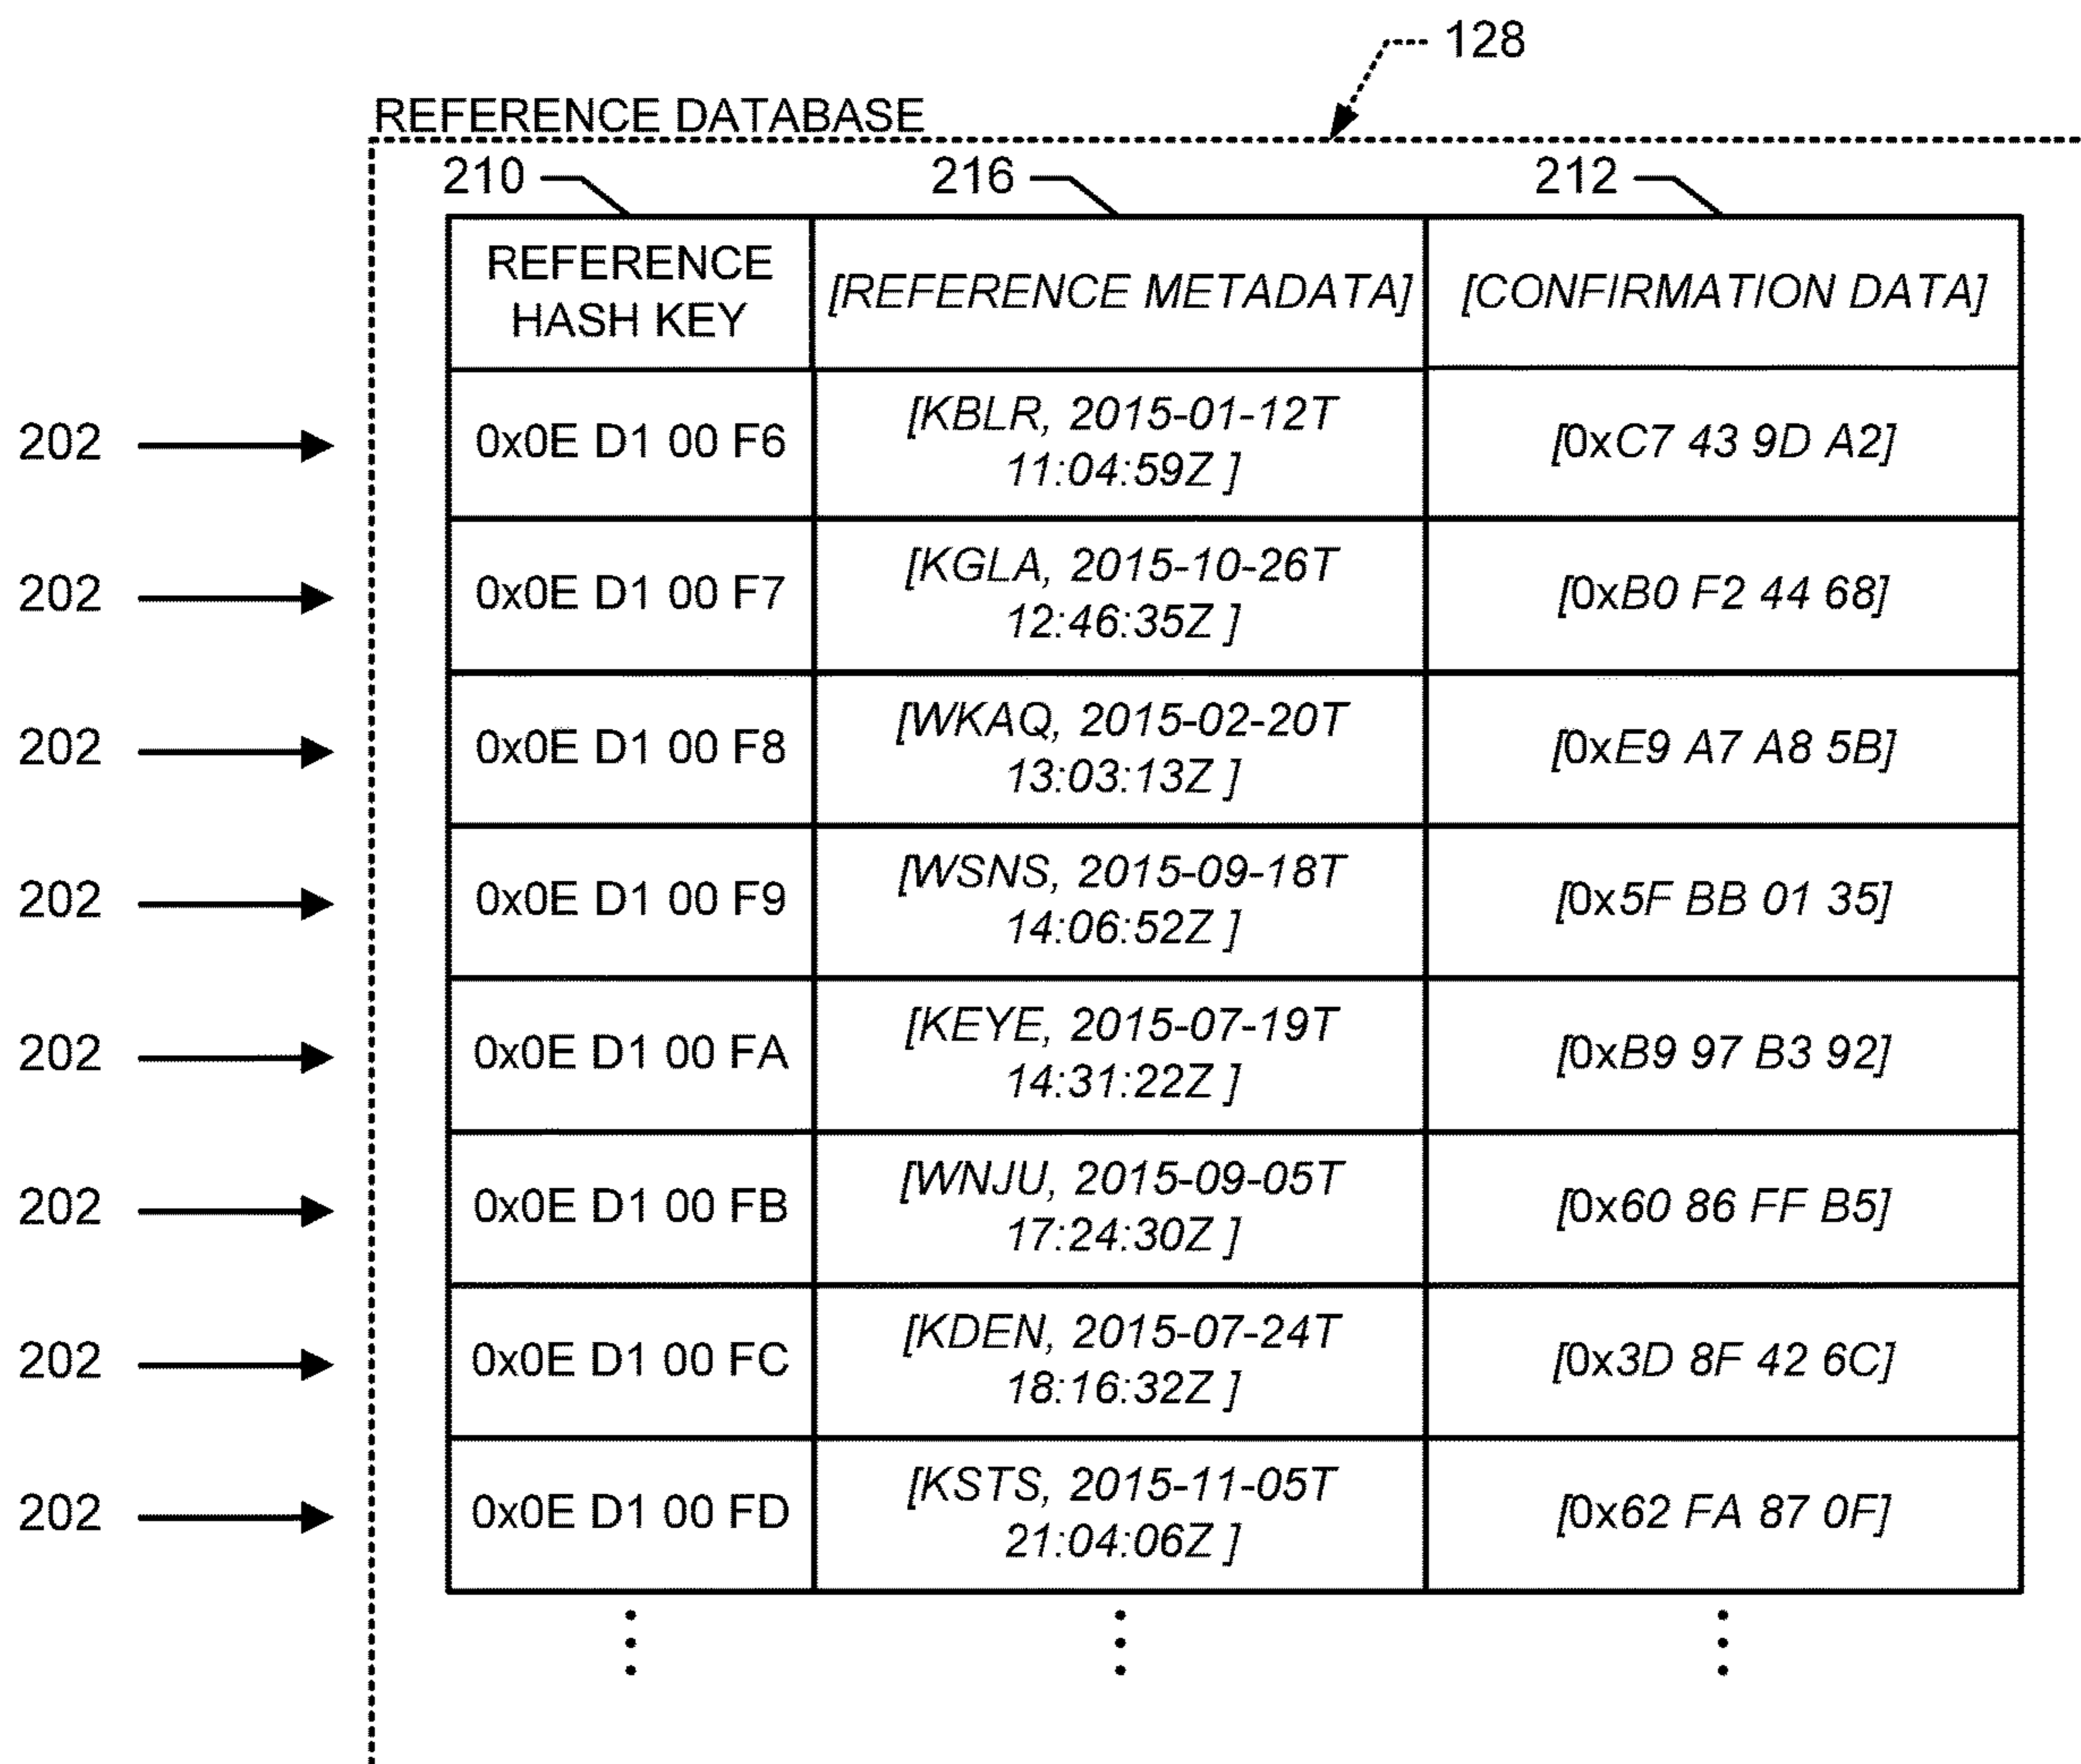 128
REFERENCE DATABASE
210 216 212
REFERENCE
HASH KEY
[REFERENCE METADATA]
[CONFIRMATION DATA]
202
0x0E D1 00 F6
[KBLR, 2015-01-12T
11:04:59Z ]
[0xC7 43 9D A2]
202
0x0E D1 00 F7
[KGLA, 2015-10-26T
12:46:35Z ]
[0xB0 F2 44 68]
202
0x0E D1 00 F8
[WKAQ, 2015-02-20T
13:03:13Z ]
[0xE9 A7 A8 5B]
202
0x0E D1 00 F9
[WSNS, 2015-09-18T
14:06:52Z ]
[0x5F BB 01 35]
202
0x0E D1 00 FA
[KEYE, 2015-07-19T
14:31:22Z ]
[0xB9 97 B3 92]
202
0x0E D1 00 FB
[WNJU, 2015-09-05T
17:24:30Z ]
[0x60 86 FF B5]
202
0x0E D1 00 FC
[KDEN, 2015-07-24T
18:16:32Z ]
[0x3D 8F 42 6C]
202
0x0E D1 00 FD
[KSTS, 2015-11-05T
21:04:06Z ]
[0x62 FA 87 0F]